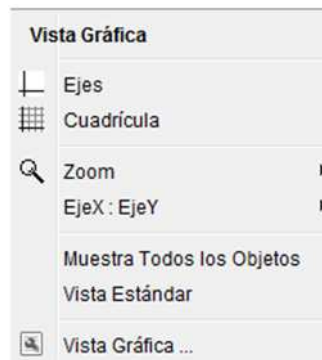 Vista Gráfica
Ejes
Cuadrícula
Zoom
EjeX : EjeY
Muestra Todos los Objetos
Vista Estándar
Vista Gráfica ...